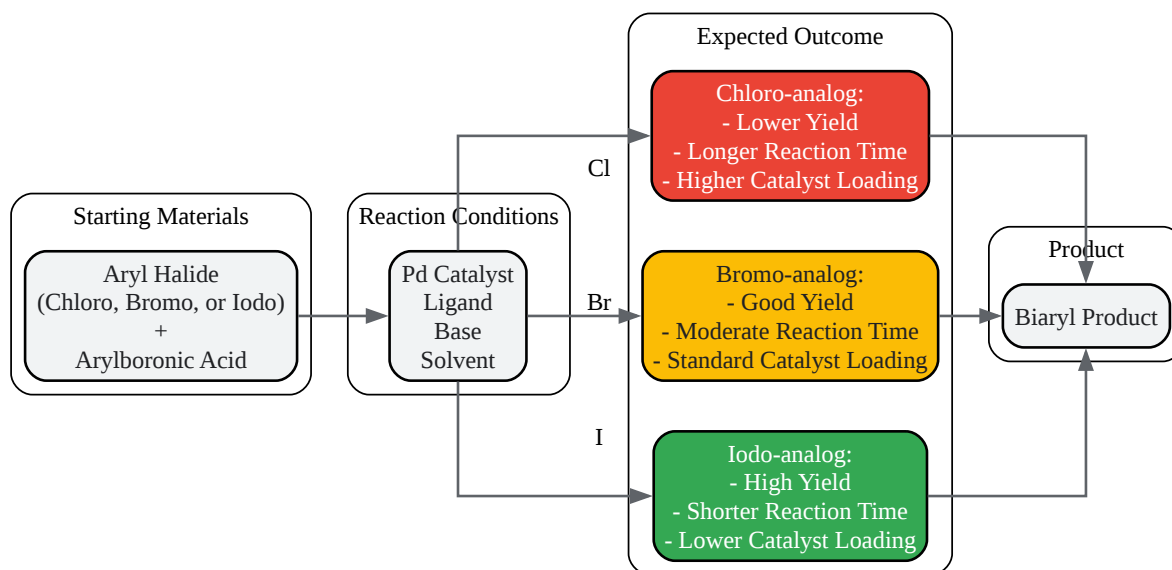 Starting Materials
Aryl Halide
(Chloro, Bromo, or Iodo)
+
Arylboronic Acid
Reaction Conditions
Pd Catalyst
Ligand
Base
Solvent
Cl
Br
I
Expected Outcome
Chloro-analog:
- Lower Yield
- Longer Reaction Time
- Higher Catalyst Loading
Bromo-analog:
- Good Yield
- Moderate Reaction Time
- Standard Catalyst Loading
Iodo-analog:
- High Yield
- Shorter Reaction Time
- Lower Catalyst Loading
Product
Biaryl Product